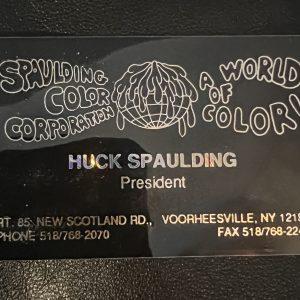 SPAULDING
COLOR
CORPORATION
A WORLD
OF
COLOR!
HUCK SPAULDING
President
RT. 85, NEW SCOTLAND RD., VOORHEESVILLE, NY
PHONE 518/768-2070 FAX